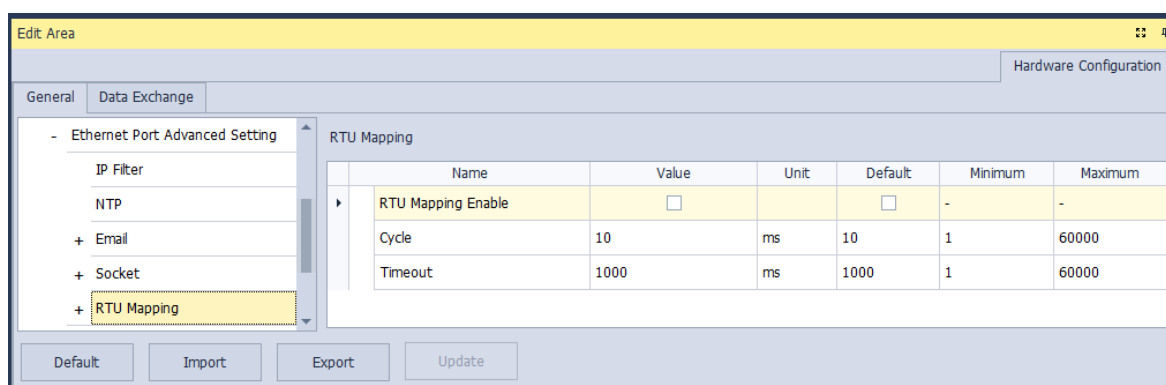 Edit Area
Hardware Configuration
General Data Exchange
- Ethernet Port Advanced Setting
IP Filter
NTP
+ Email
+ Socket
+ RTU Mapping
RTU Mapping
Name Value Unit Default Minimum Maximum
RTU Mapping Enable - -
Cycle 10 ms 10 1 60000
Timeout 1000 ms 1000 1 60000
Default Import Export Update